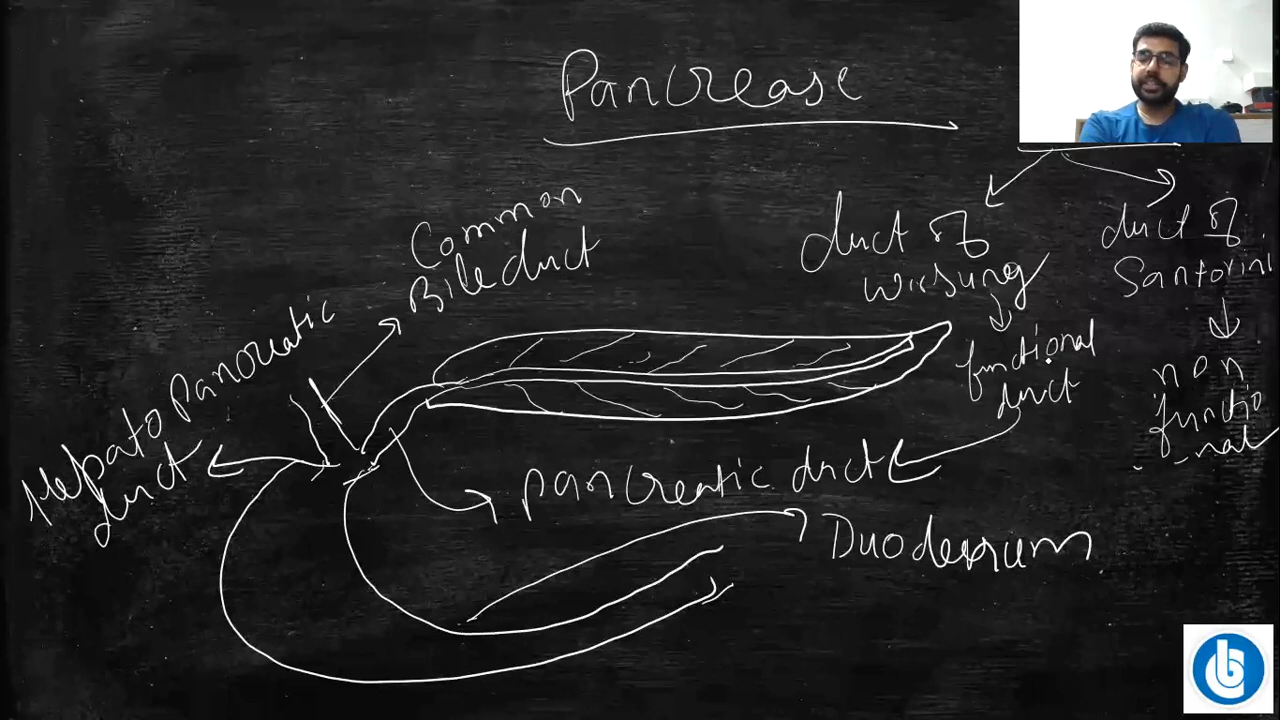 Pancrease
Common
Bile duct
duct of
wirsung
functional
duct
duct of
Santorini
non
functio
nal
Hepato Pancreatic
duct
pancreatic duct
Duodenum